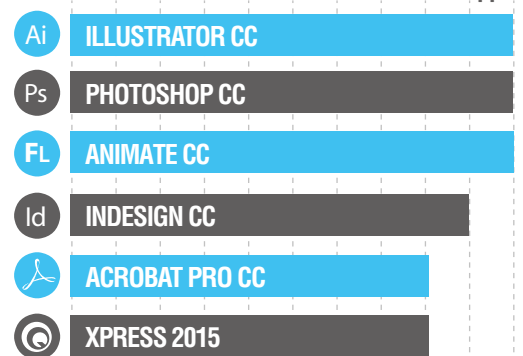 Ai ILLUSTRATOR CC
Ps PHOTOSHOP CC
FL ANIMATE CC
Id INDESIGN CC
ACROBAT PRO CC
XPRESS 2015